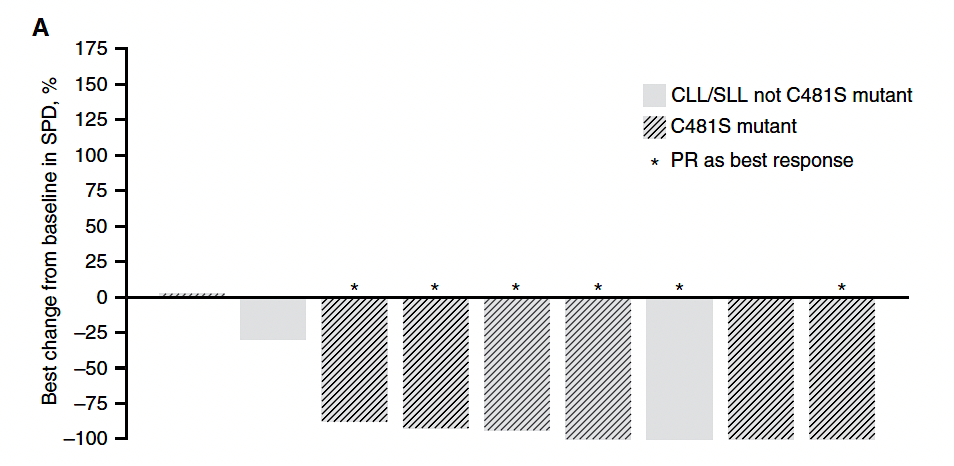 A
175
150
125
100
75
50
25
0
−25
−50
−75
−100
Best change from baseline in SPD, %
CLL/SLL not C481S mutant
C481S mutant
* PR as best response
* * * * * *